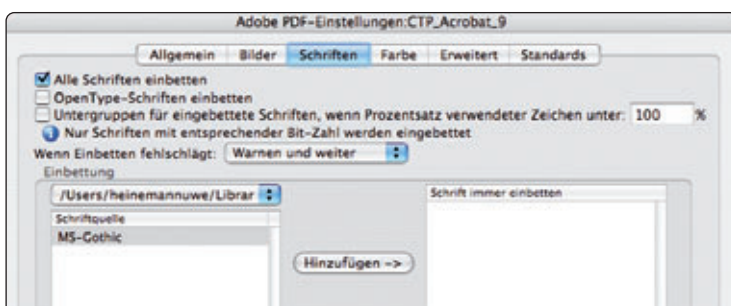 Adobe PDF-Einstellungen:CTP_Acrobat_9
Allgemein Bilder Schriften Farbe Erweitert Standards
Alle Schriften einbetten
OpenType-Schriften einbetten
Untergruppen für eingebettete Schriften, wenn Prozentsatz verwendeter Zeichen unter: 100 %
Nur Schriften mit entsprechender Bit-Zahl werden eingebettet
Wenn Einbetten fehlschlägt: Warnen und weiter
Einbettung
/Users/heinemannuwe/Librar
Schrift immer einbetten
Schriftquelle
MS-Gothic
Hinzufügen ->